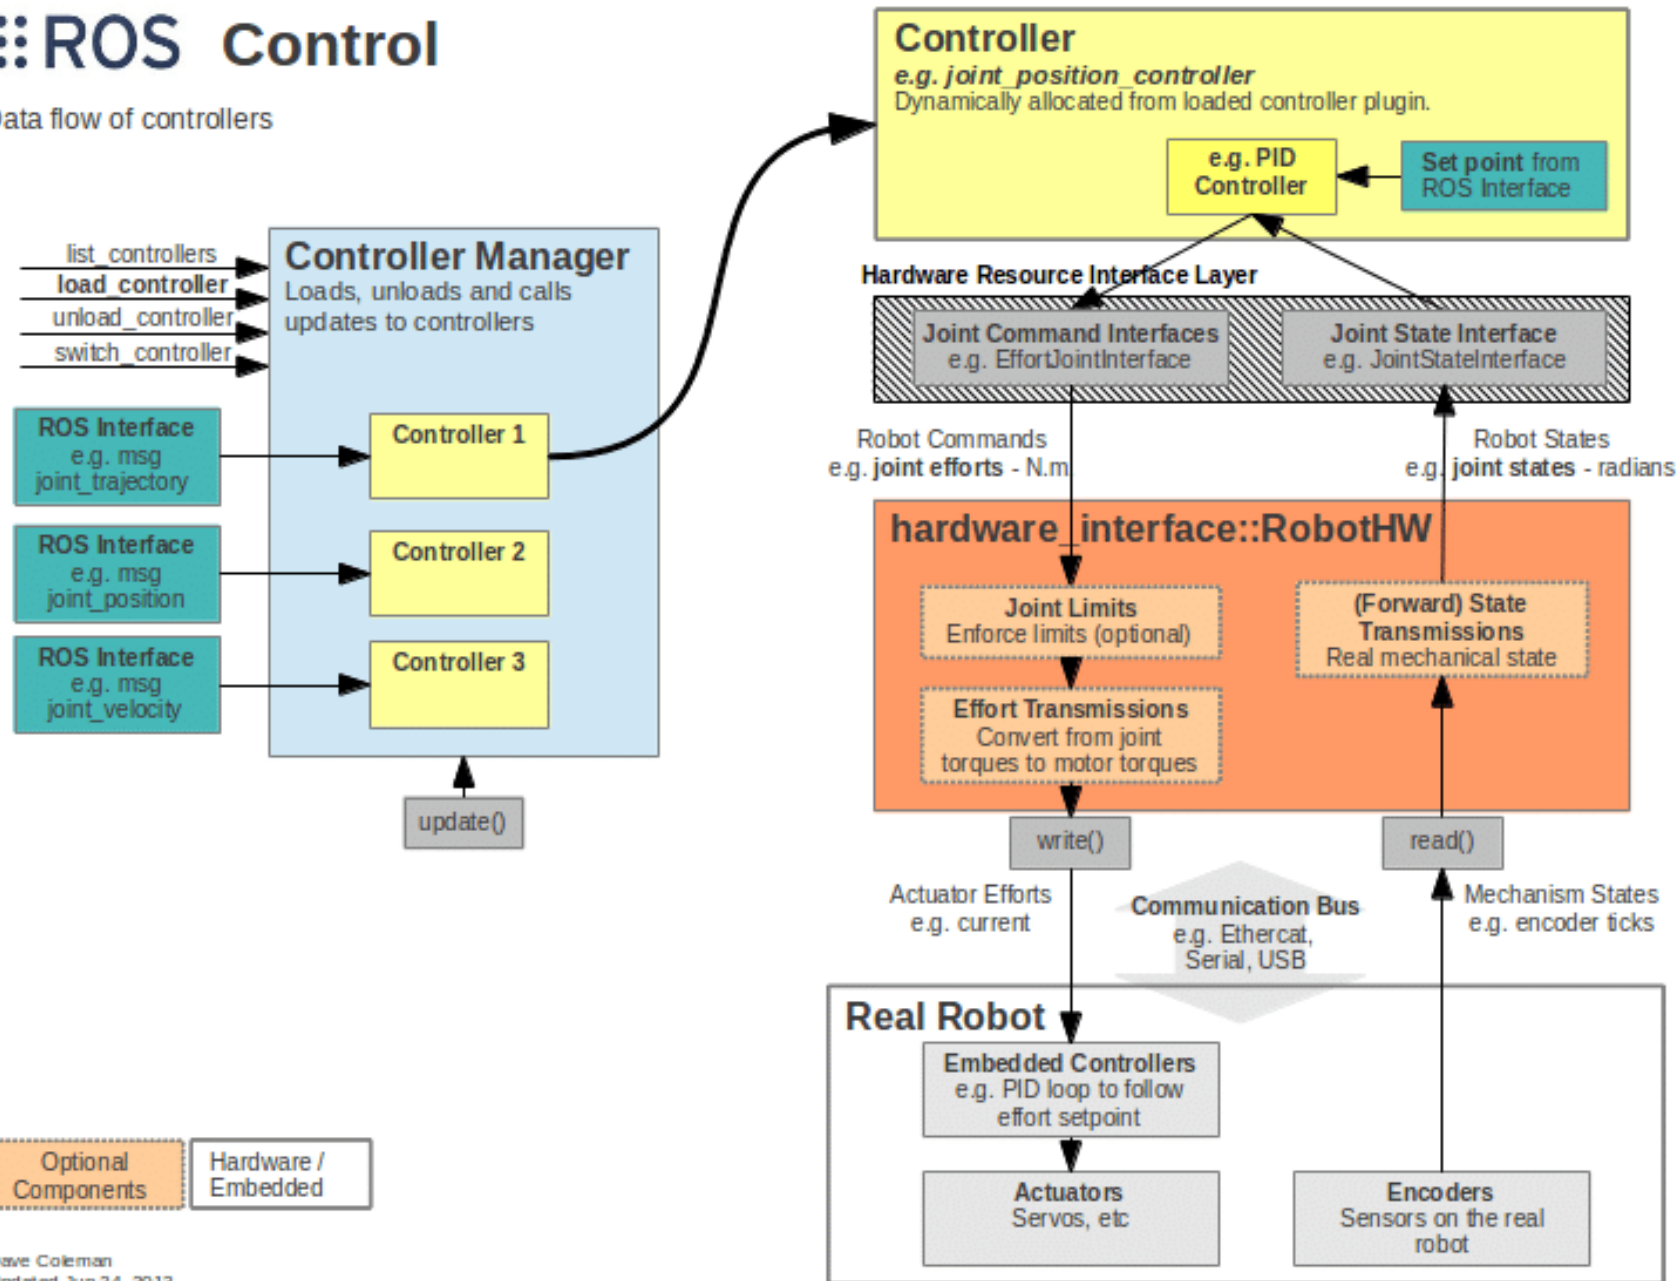 ROS Control
ata flow of controllers
list_controllers
load_controller
unload_controller
switch_controller
Controller Manager
Loads, unloads and calls
updates to controllers
ROS Interface
e.g. msg
joint_trajectory
Controller 1
ROS Interface
e.g. msg
joint_position
Controller 2
ROS Interface
e.g. msg
joint_velocity
Controller 3
update()
Controller
e.g. joint_position_controller
Dynamically allocated from loaded controller plugin.
e.g. PID
Controller
Set point from
ROS Interface
Hardware Resource Interface Layer
Joint Command Interfaces
e.g. EffortJointInterface
Joint State Interface
e.g. JointStateInterface
Robot Commands
e.g. joint efforts - N.m
Robot States
e.g. joint states - radians
hardware_interface::RobotHW
Joint Limits
Enforce limits (optional)
(Forward) State
Transmissions
Real mechanical state
Effort Transmissions
Convert from joint
torques to motor torques
write()
read()
Actuator Efforts
e.g. current
Communication Bus
e.g. Ethercat,
Serial, USB
Mechanism States
e.g. encoder ticks
Real Robot
Embedded Controllers
e.g. PID loop to follow
effort setpoint
Actuators
Servos, etc
Encoders
Sensors on the real
robot
Optional
Components
Hardware /
Embedded
ave Coleman
Jun 24, 2013